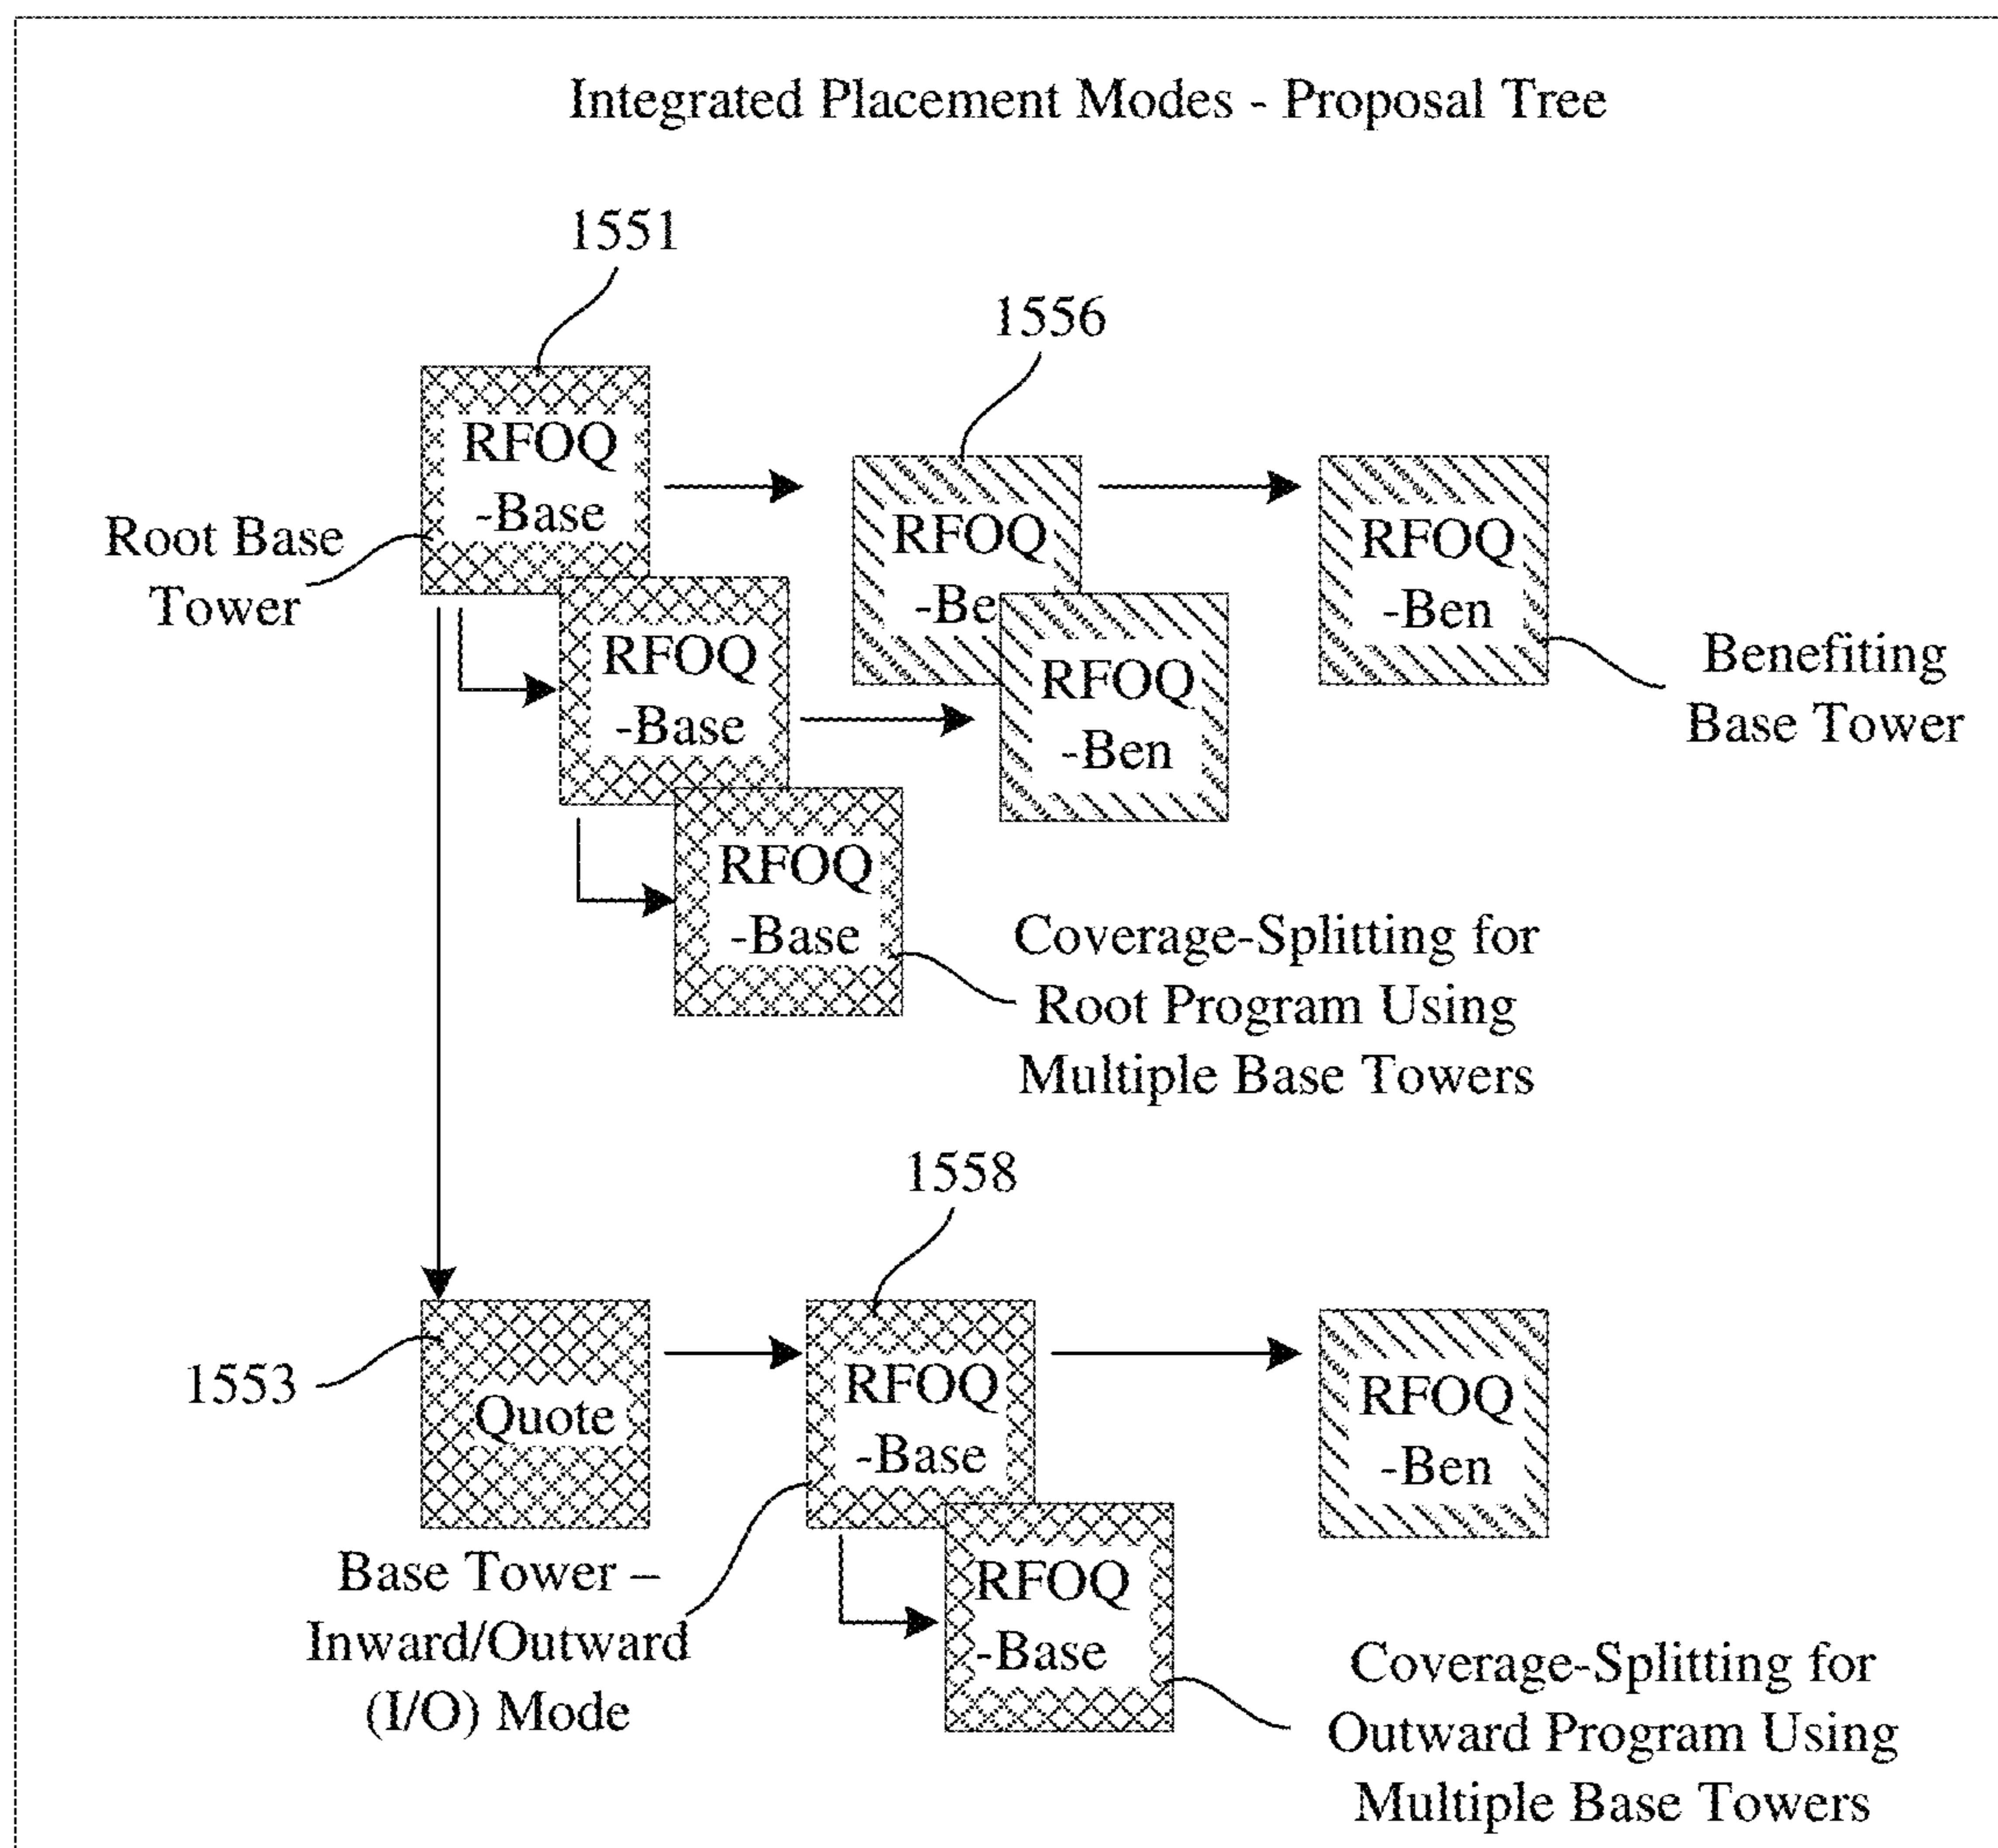 Integrated Placement Modes - Proposal Tree
1551
1556
RFOQ
-Base
Root Base
Tower
RFOQ
-Be
RFOQ
-Ben
Benefiting
Base Tower
RFOQ
-Base
RFOQ
-Ben
RFOQ
-Base
Coverage-Splitting for
Root Program Using
Multiple Base Towers
1558
1553
Quote
RFOQ
-Base
RFOQ
-Ben
Base Tower –
Inward/Outward
(I/O) Mode
RFOQ
-Base
Coverage-Splitting for
Outward Program Using
Multiple Base Towers